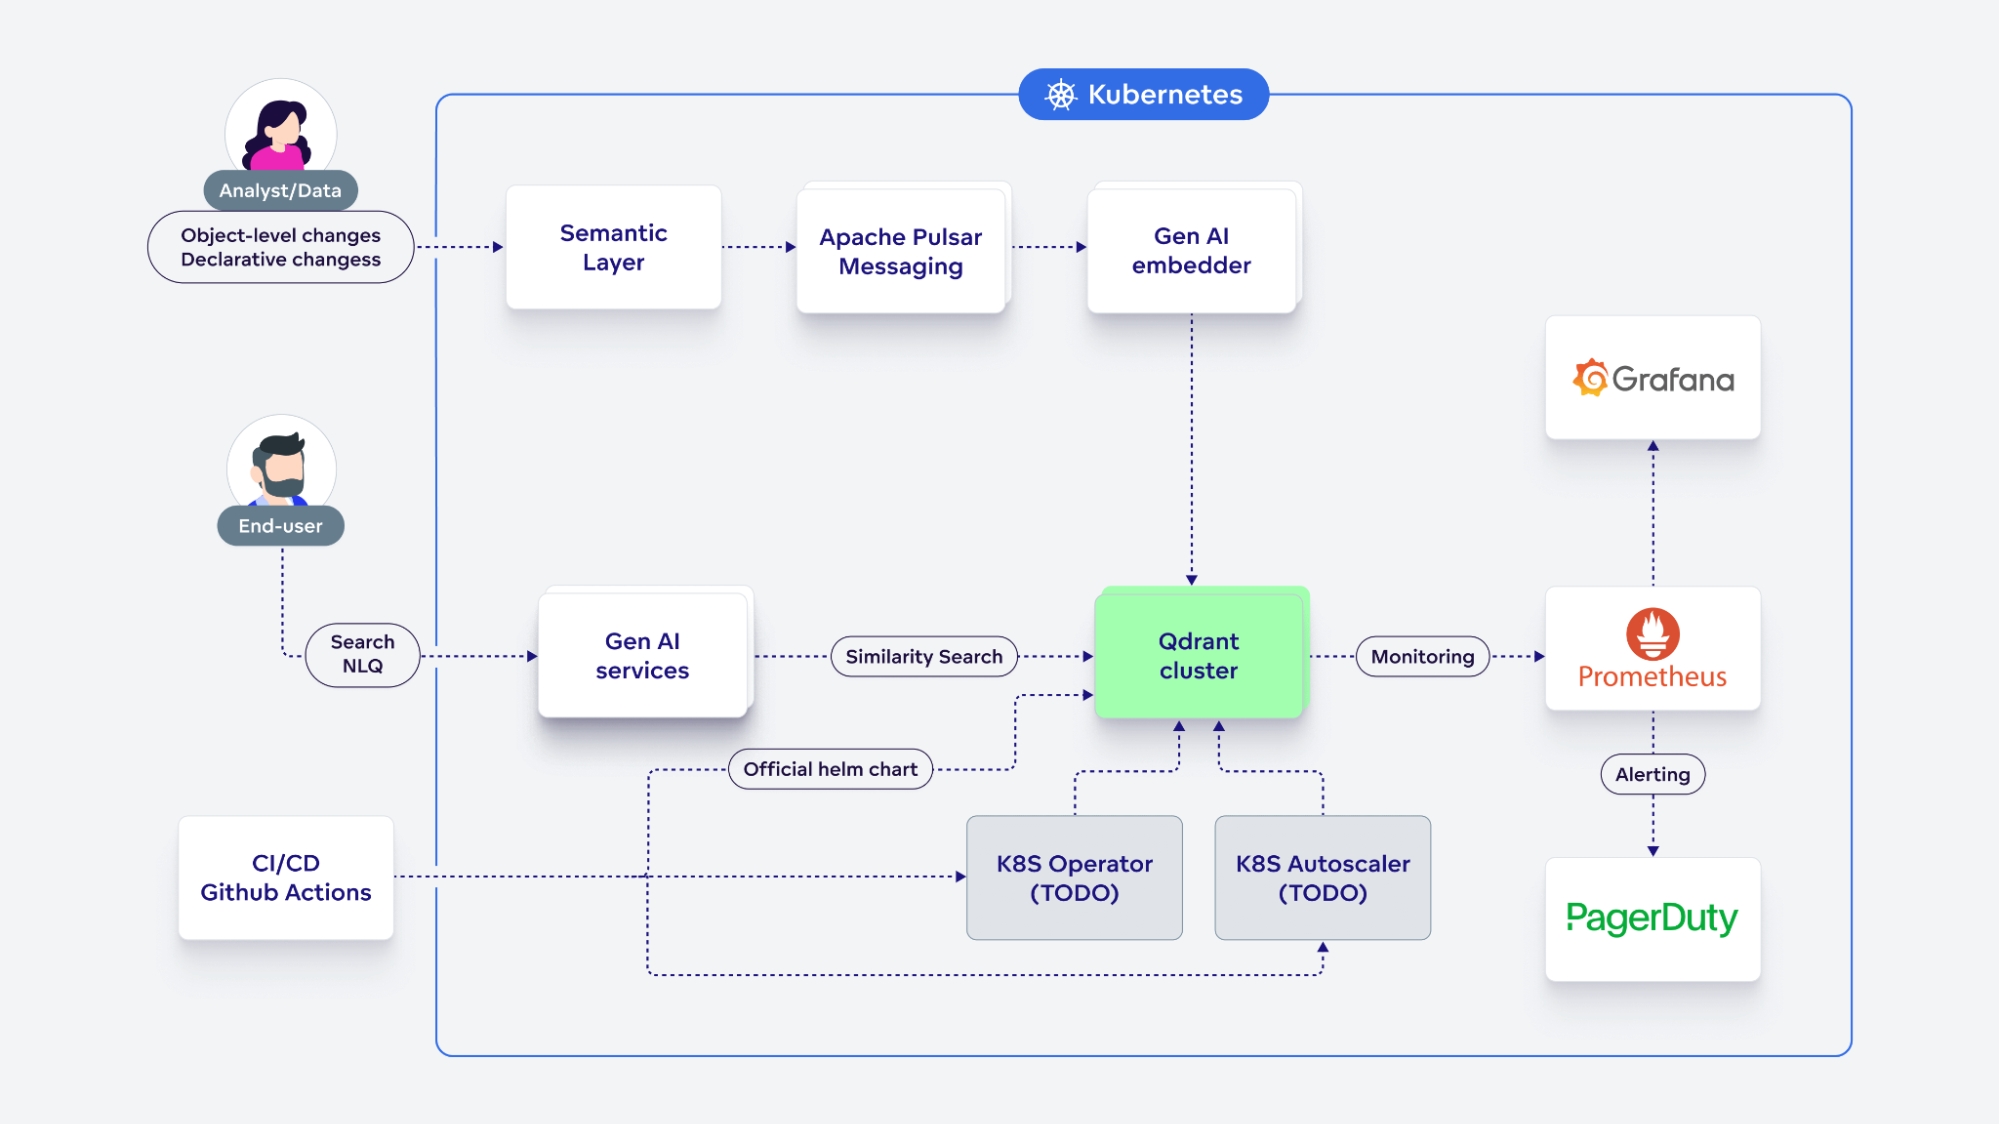 Kubernetes
Analyst/Data
Object-level changes
Declarative changess
Semantic
Layer
Apache Pulsar
Messaging
Gen AI
embedder
Grafana
End-user
Search
NLQ
Gen AI
services
Similarity Search
Qdrant
cluster
Monitoring
Prometheus
Official helm chart
Alerting
CI/CD
Github Actions
K8S Operator
(TODO)
K8S Autoscaler
(TODO)
PagerDuty